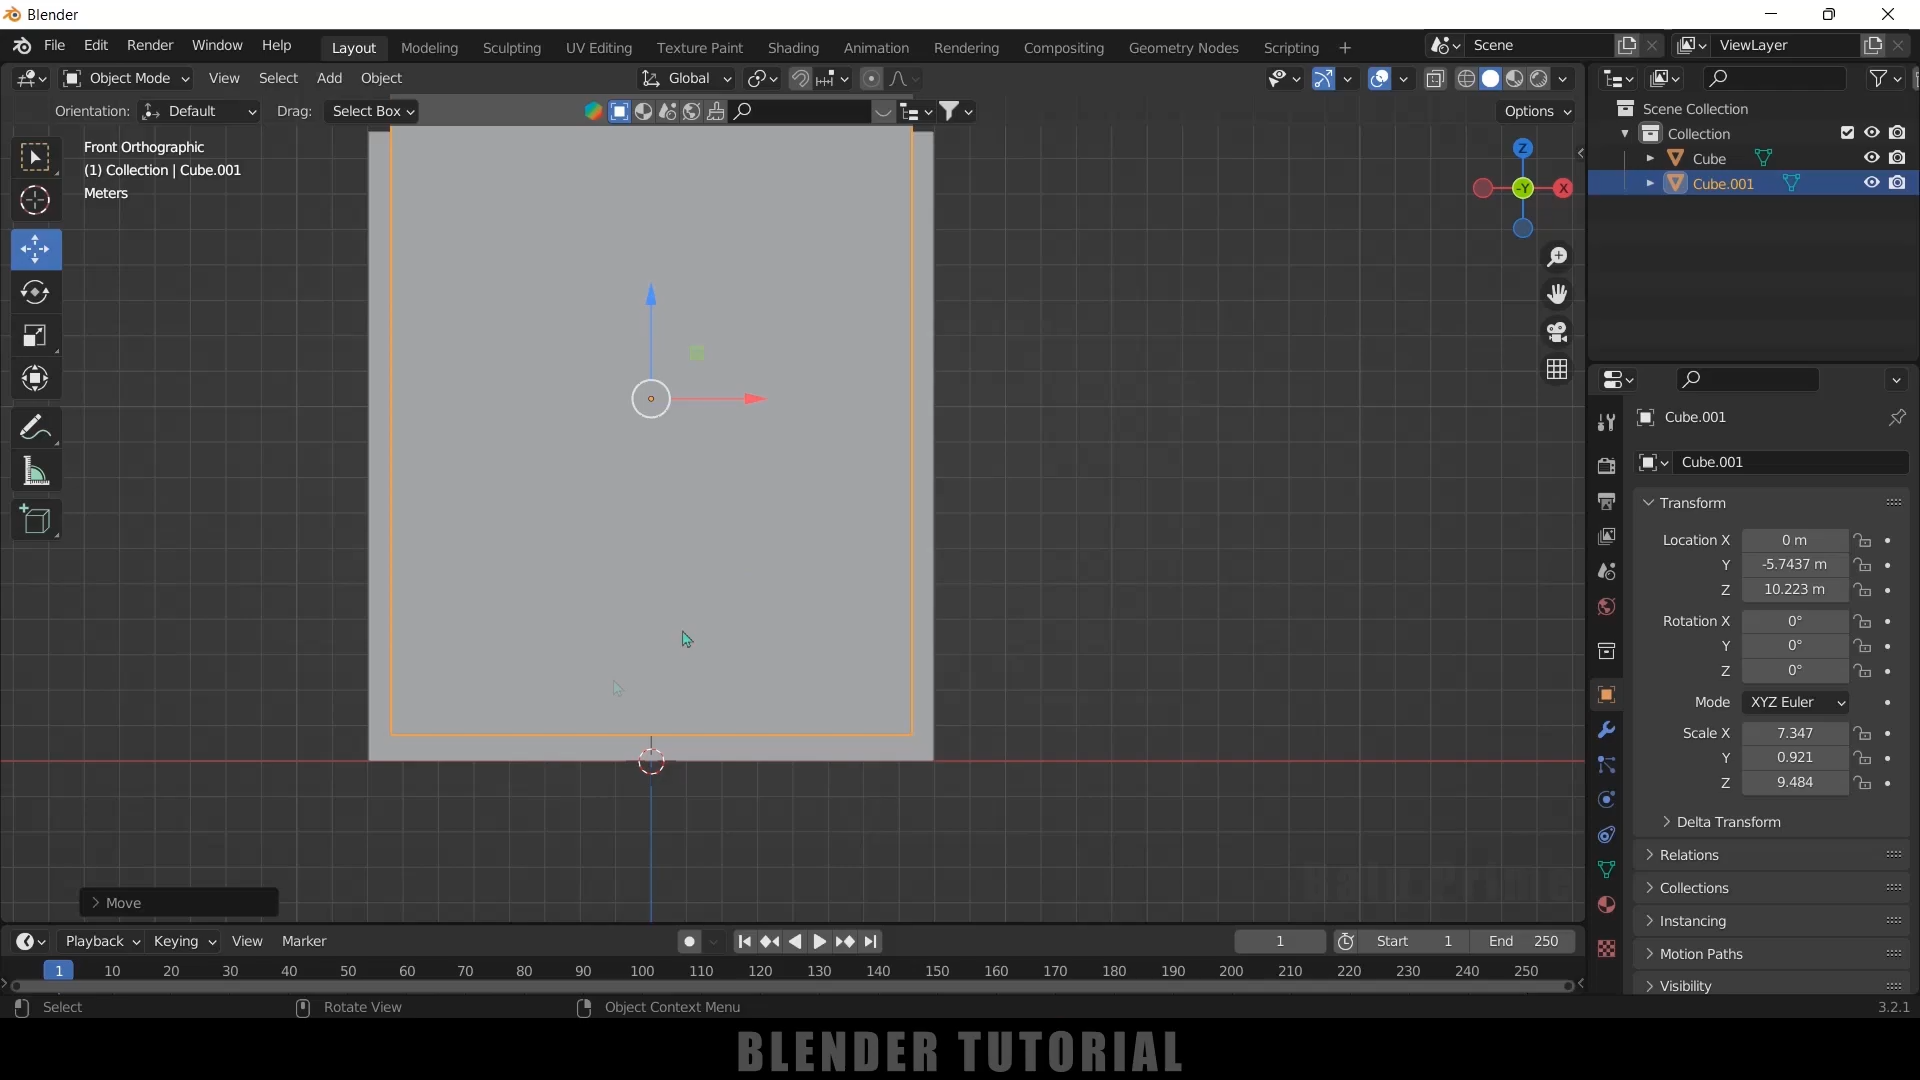 Blender
File Edit Render Window Help Layout Modeling Sculpting UV Editing Texture Paint Shading Animation Rendering Compositing Geometry Nodes Scripting + Scene ViewLayer
Object Mode View Select Add Object Global
Orientation: Default Drag: Select Box Options
Front Orthographic
(1) Collection | Cube.001
Meters
Z
-Y
X
Scene Collection
Collection
Cube
Cube.001
Cube.001
Cube.001
Transform
Location X 0 m
Y -5.7437 m
Z 10.223 m
Rotation X 0°
Y 0°
Z 0°
Mode XYZ Euler
Scale X 7.347
Y 0.921
Z 9.484
Delta Transform
Relations
Collections
Instancing
Motion Paths
Visibility
Move
Playback Keying View Marker 1 Start 1 End 250
1 10 20 30 40 50 60 70 80 90 100 110 120 130 140 150 160 170 180 190 200 210 220 230 240 250
Select Rotate View Object Context Menu 3.2.1
BLENDER TUTORIAL